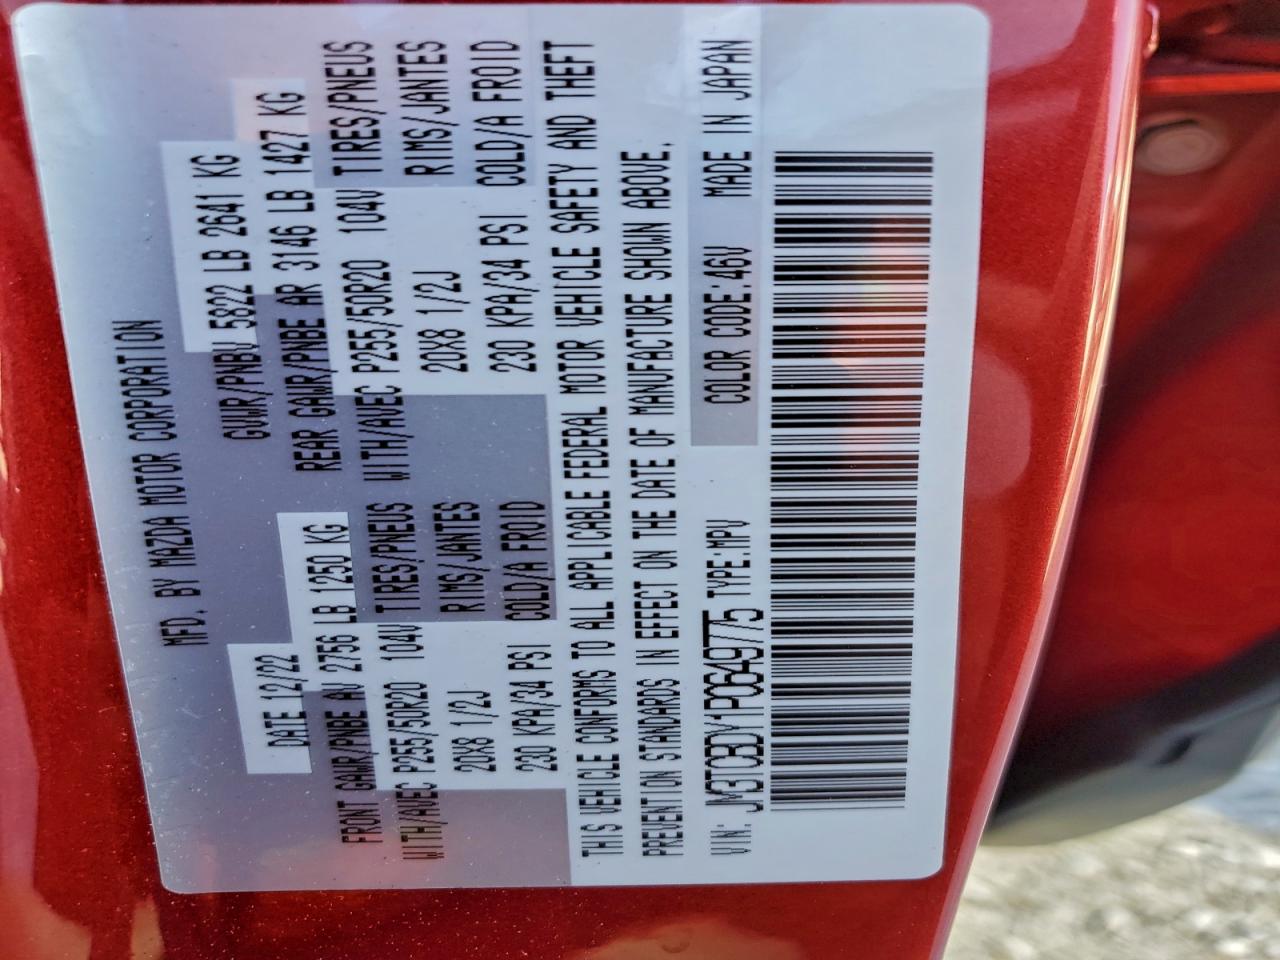 MFD. BY MAZDA MOTOR CORPORATION
DATE 12/22 GVWR/PNBV 5822 LB 2641 KG
FRONT GAWR/PNBE AV 2756 LB 1250 KG REAR GAWR/PNBE AR 3146 LB 1427 KG
WITH/AVEC P255/50R20 104V TIRES/PNEUS WITH/AVEC P255/50R20 104V TIRES/PNEUS
20X8 1/2J RIMS/JANTES 20X8 1/2J RIMS/JANTES
230 KPA/34 PSI COLD/A FROID 230 KPA/34 PSI COLD/A FROID
THIS VEHICLE CONFORMS TO ALL APPLICABLE FEDERAL MOTOR VEHICLE SAFETY AND THEFT
PREVENTION STANDARDS IN EFFECT ON THE DATE OF MANUFACTURE SHOWN ABOVE.
VIN: JM3TCBDY1P0649775 TYPE:MPV COLOR CODE:46V MADE IN JAPAN